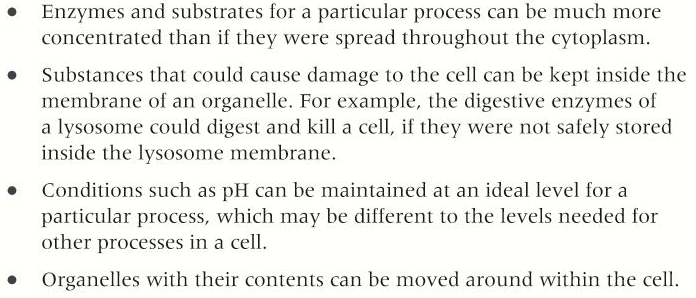 • Enzymes and substrates for a particular process can be much more
concentrated than if they were spread throughout the cytoplasm.
• Substances that could cause damage to the cell can be kept inside the
membrane of an organelle. For example, the digestive enzymes of
a lysosome could digest and kill a cell, if they were not safely stored
inside the lysosome membrane.
• Conditions such as pH can be maintained at an ideal level for a
particular process, which may be different to the levels needed for
other processes in a cell.
• Organelles with their contents can be moved around within the cell.